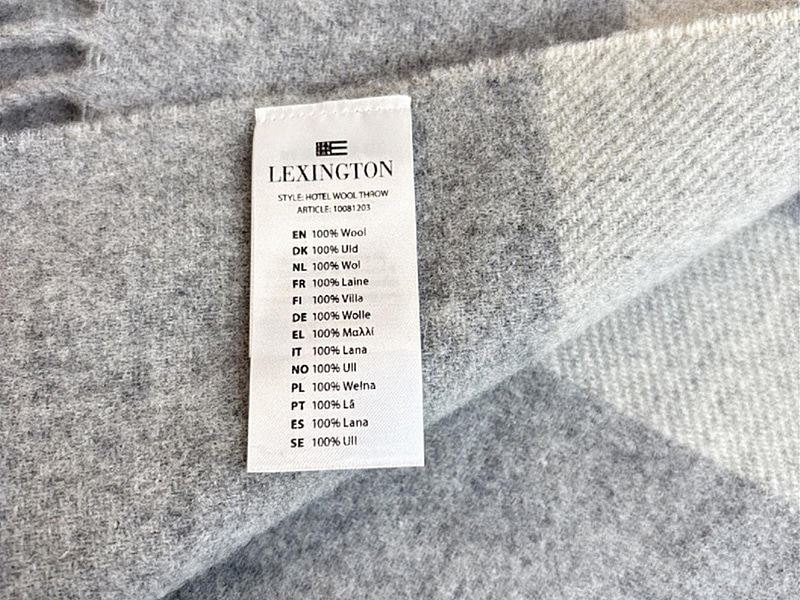 LEXINGTON
STYLE: HOTEL WOOL THROW
ARTICLE: 10081203
EN 100% Wool
DK 100% Uld
NL 100% Wol
FR 100% Laine
FI 100% Villa
DE 100% Wolle
EL 100% Μαλλί
IT 100% Lana
NO 100% Ull
PL 100% Wełna
PT 100% Lã
ES 100% Lana
SE 100% Ull